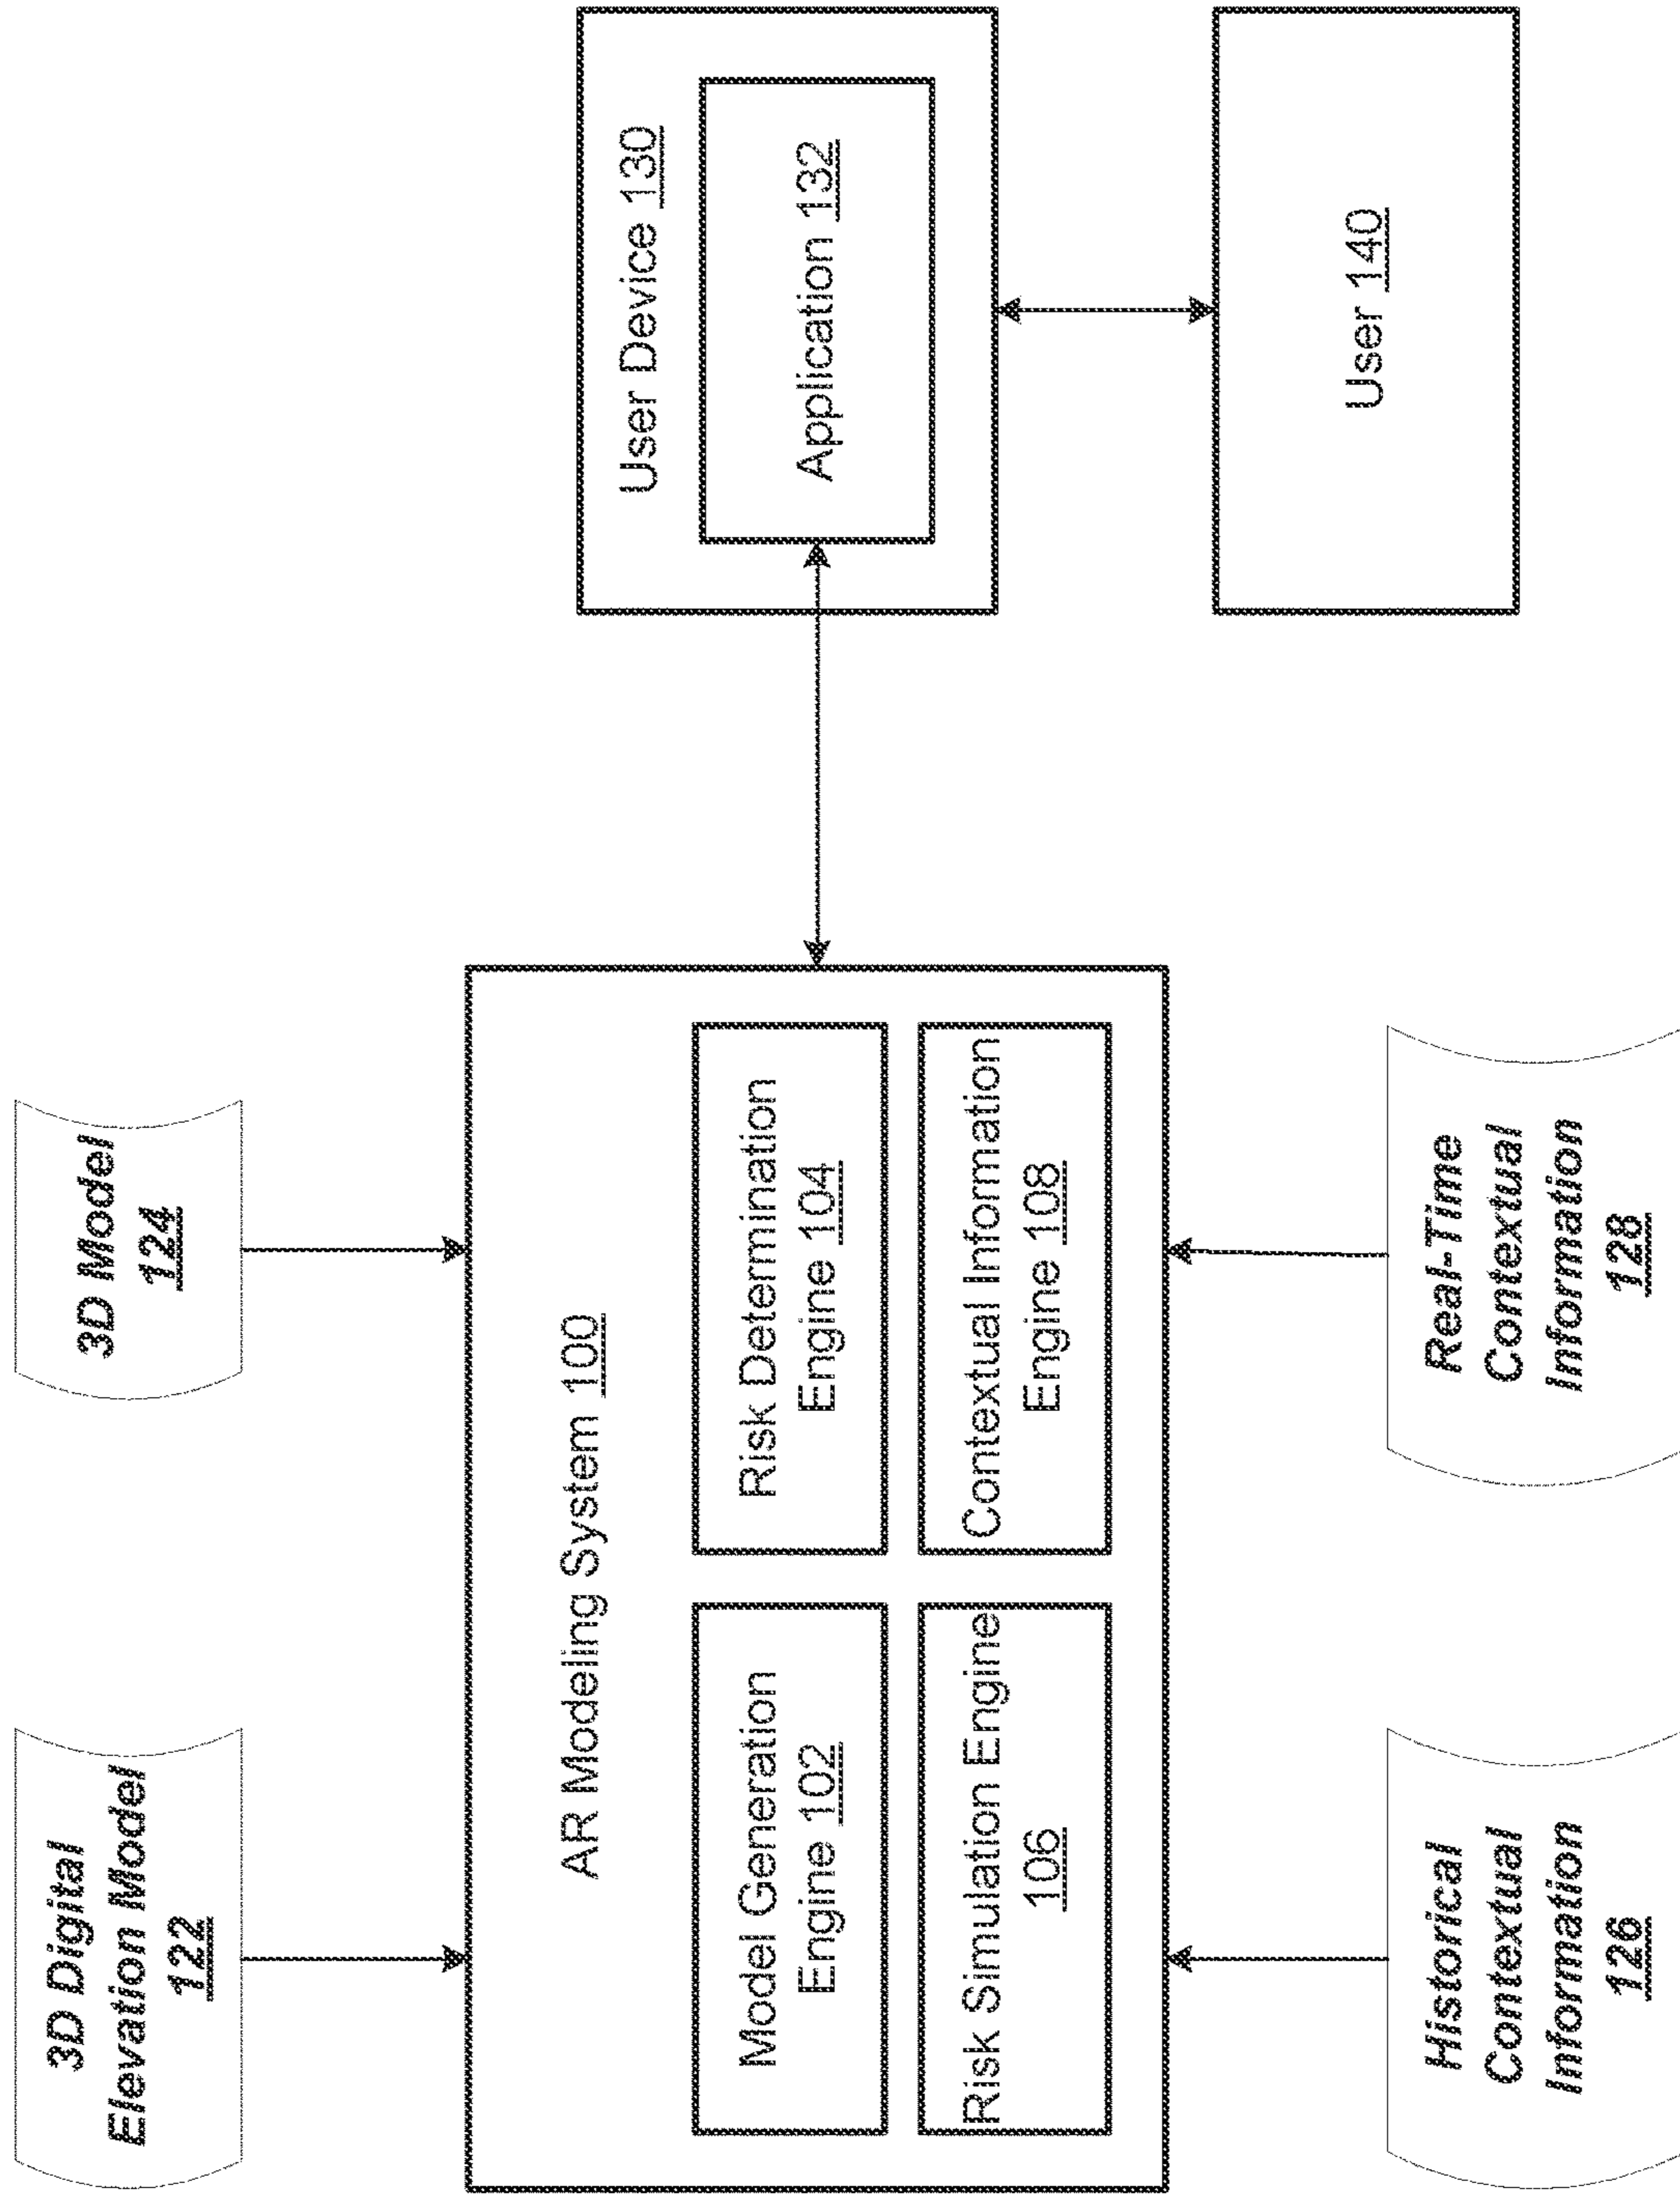 3D Digital
Elevation Model
122
3D Model
124
AR Modeling System 100
Model Generation
Engine 102
Risk Determination
Engine 104
Risk Simulation Engine
106
Contextual Information
Engine 108
Historical
Contextual
Information
126
Real-Time
Contextual
Information
128
User Device 130
Application 132
User 140